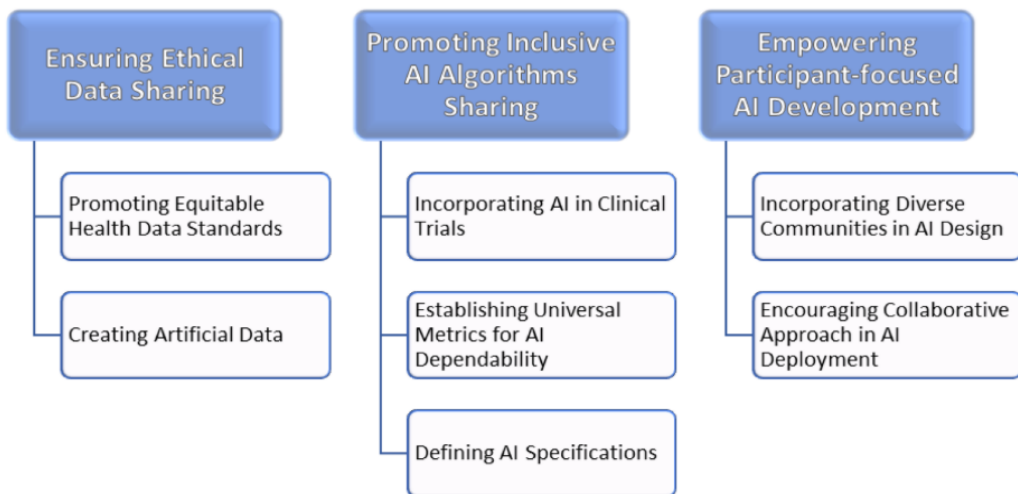 Ensuring Ethical
Data Sharing
Promoting Equitable
Health Data Standards
Creating Artificial Data
Promoting Inclusive
AI Algorithms
Sharing
Incorporating AI in Clinical
Trials
Establishing Universal
Metrics for AI
Dependability
Defining AI Specifications
Empowering
Participant-focused
AI Development
Incorporating Diverse
Communities in AI Design
Encouraging Collaborative
Approach in AI
Deployment